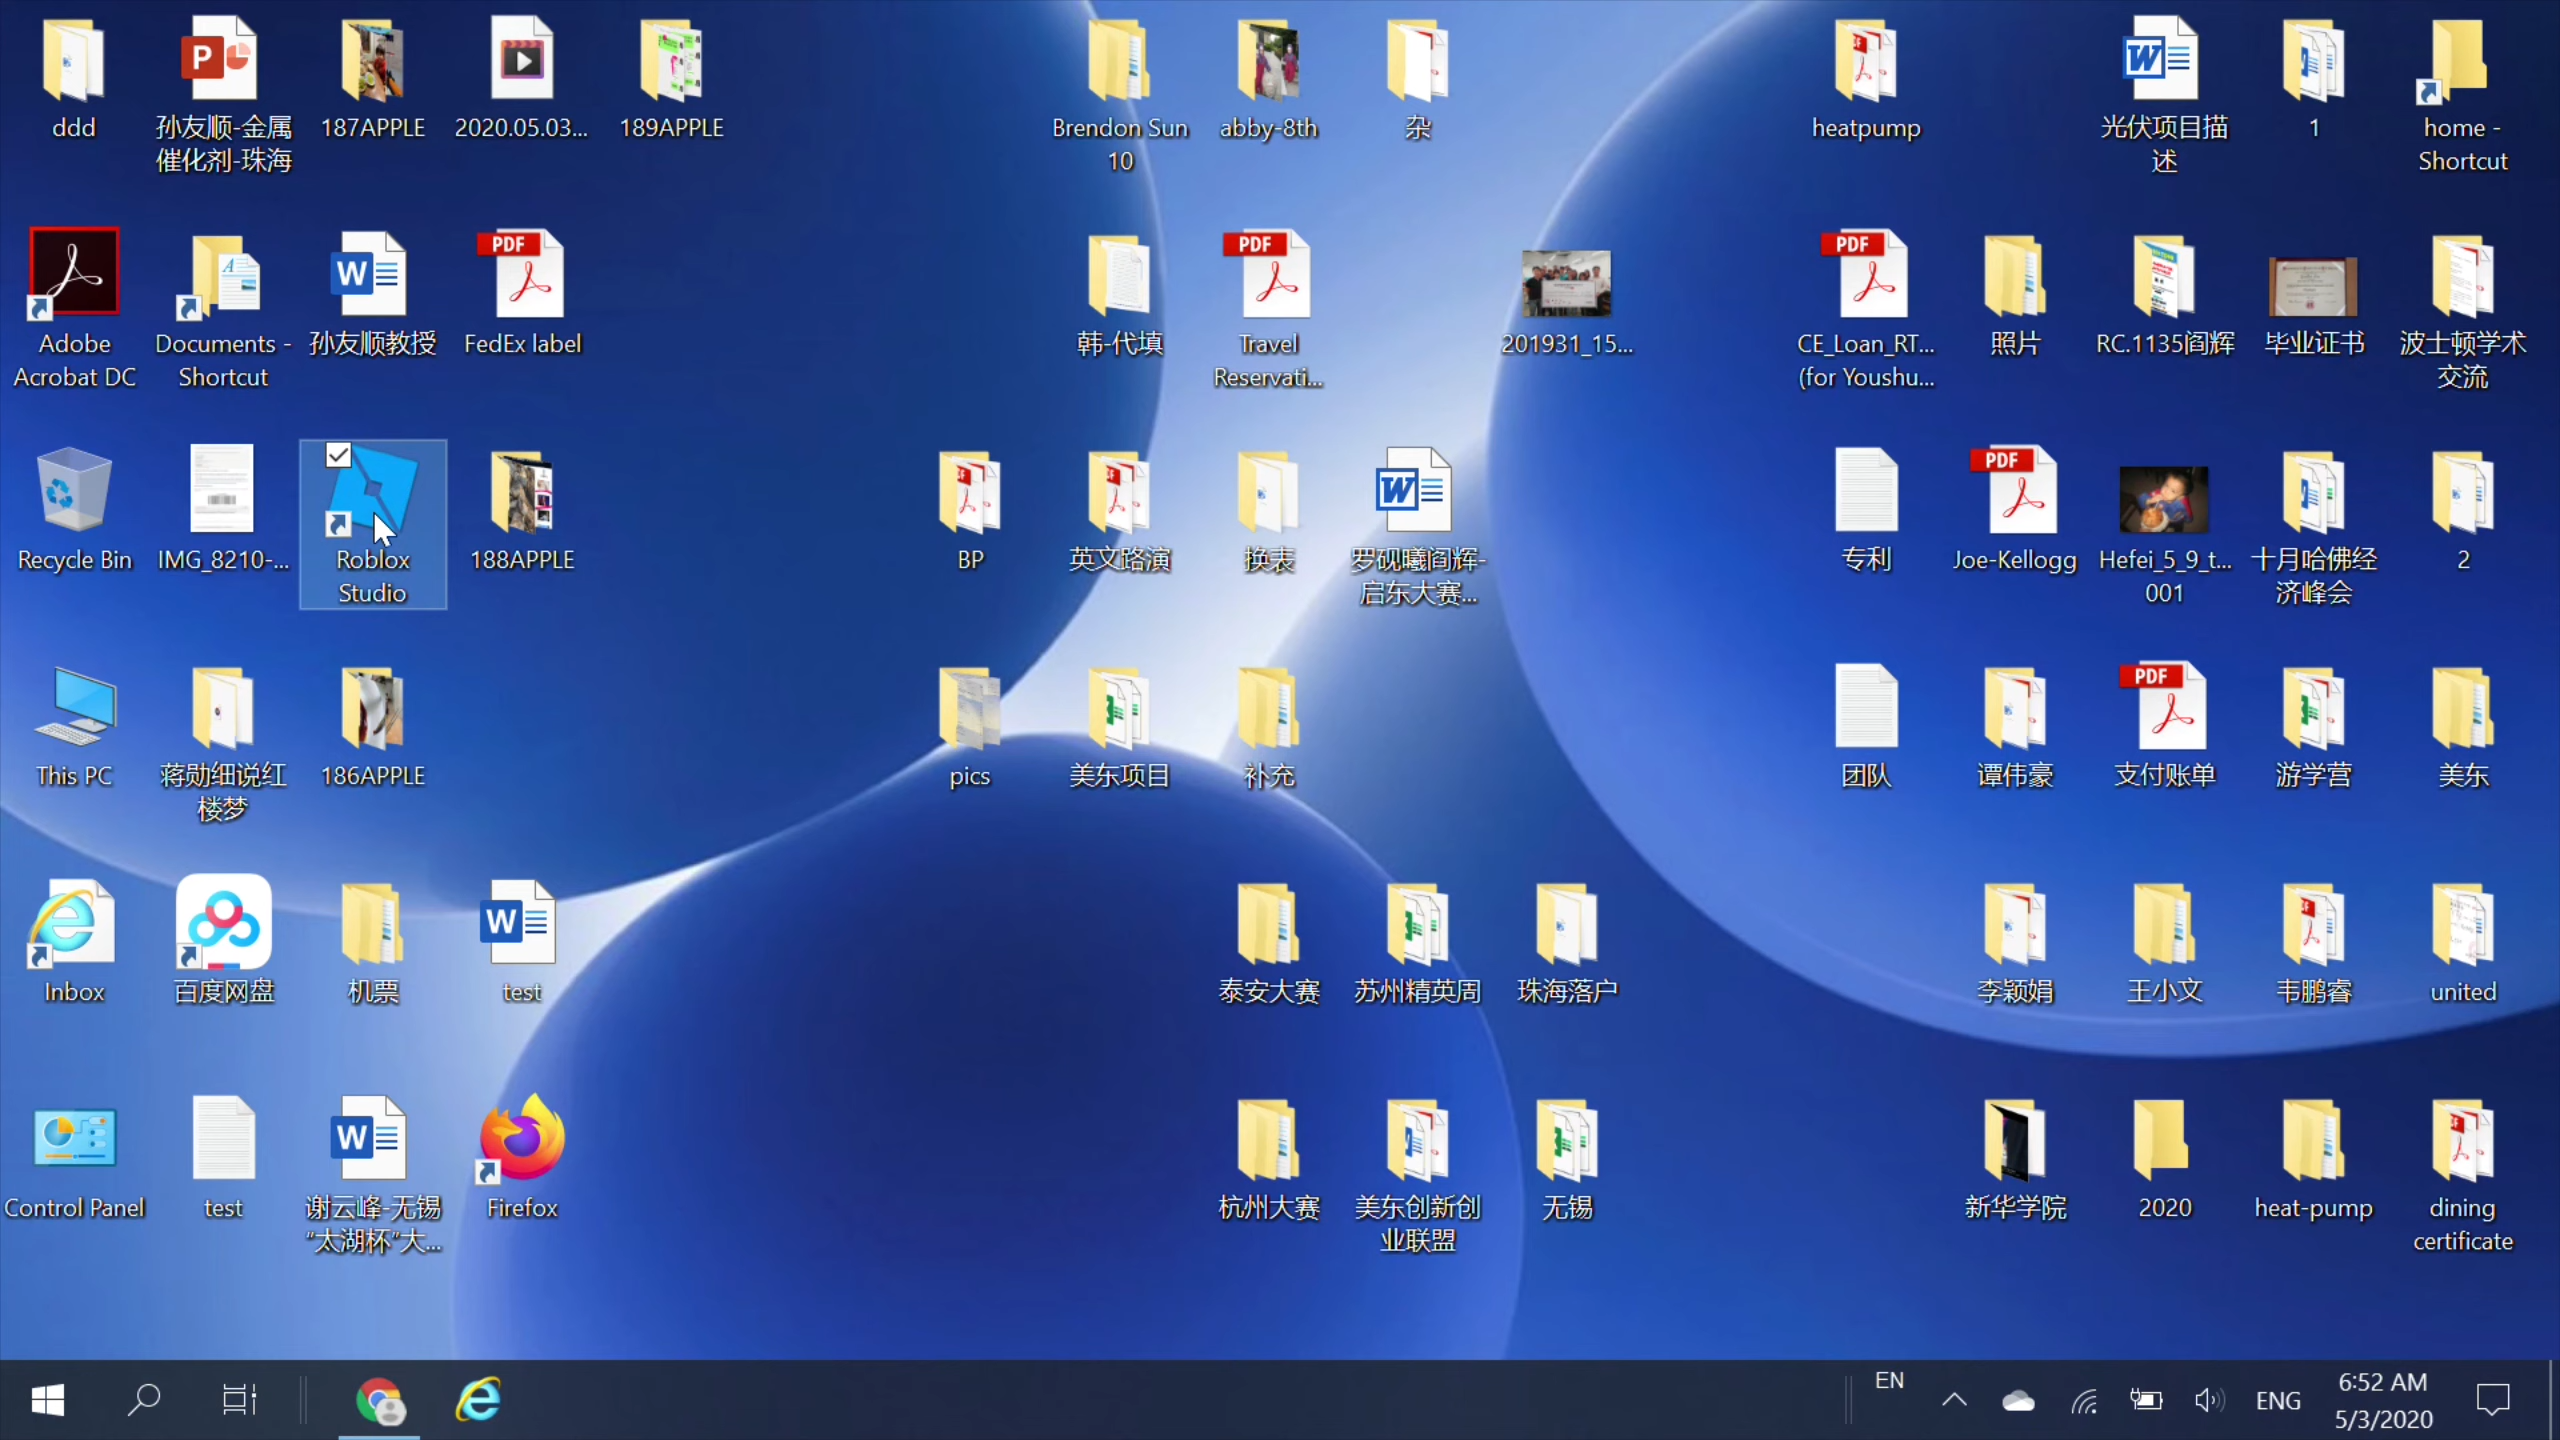 ddd
孙友顺-金属
催化剂-珠海
187APPLE
2020.05.03...
189APPLE
Brendon Sun
10
abby-8th
杂
heatpump
光伏项目描
述
1
home -
Shortcut
Adobe
Acrobat DC
Documents -
Shortcut
孙友顺教授
PDF
FedEx label
韩-代填
PDF
Travel
Reservati...
201931_15...
PDF
CE_Loan_RT...
(for Youshu...
照片
RC.1135阎辉
毕业证书
波士顿学术
交流
Recycle Bin
IMG_8210-...
Roblox
Studio
188APPLE
BP
英文路演
换表
罗砚曦阎辉-
启东大赛...
专利
PDF
Joe-Kellogg
Hefei_5_9_t...
001
十月哈佛经
济峰会
2
This PC
蒋勋细说红
楼梦
186APPLE
pics
美东项目
补充
团队
谭伟豪
PDF
支付账单
游学营
美东
Inbox
百度网盘
机票
test
泰安大赛
苏州精英周
珠海落户
李颖娟
王小文
韦鹏睿
united
Control Panel
test
谢云峰-无锡
“太湖杯”大...
Firefox
杭州大赛
美东创新创
业联盟
无锡
新华学院
2020
heat-pump
dining
certificate
EN
ENG
6:52 AM
5/3/2020